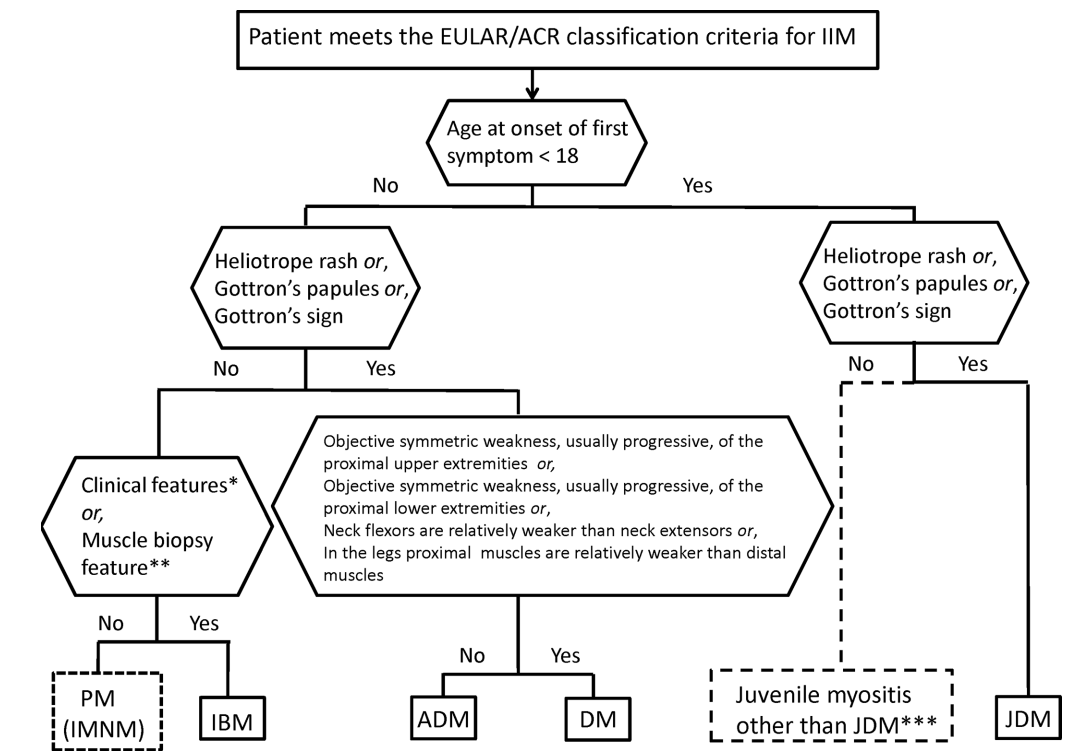 Patient meets the EULAR/ACR classification criteria for IIM
Age at onset of first
symptom < 18
No
Yes
Heliotrope rash or,
Gottron's papules or,
Gottron's sign
Heliotrope rash or,
Gottron's papules or,
Gottron's sign
No
Yes
No
Yes
Clinical features*
or,
Muscle biopsy
feature**
Objective symmetric weakness, usually progressive, of the
proximal upper extremities or,
Objective symmetric weakness, usually progressive, of the
proximal lower extremities or,
Neck flexors are relatively weaker than neck extensors or,
In the legs proximal muscles are relatively weaker than distal
muscles
No
Yes
No
Yes
PM
(IMNM)
IBM
ADM
DM
Juvenile myositis
other than JDM***
JDM